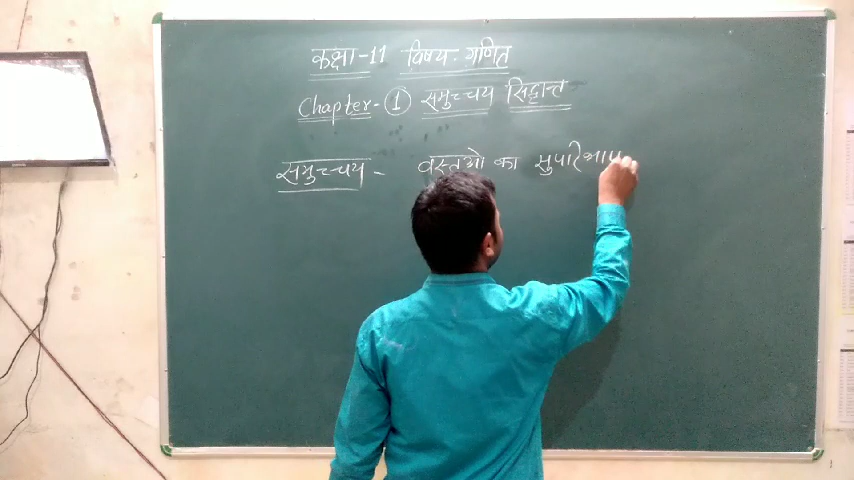 कक्षा-11 विषय- गणित
Chapter-① समुच्चय सिद्धान्त
समुच्चय - वस्तुओ का सुपरिभाष